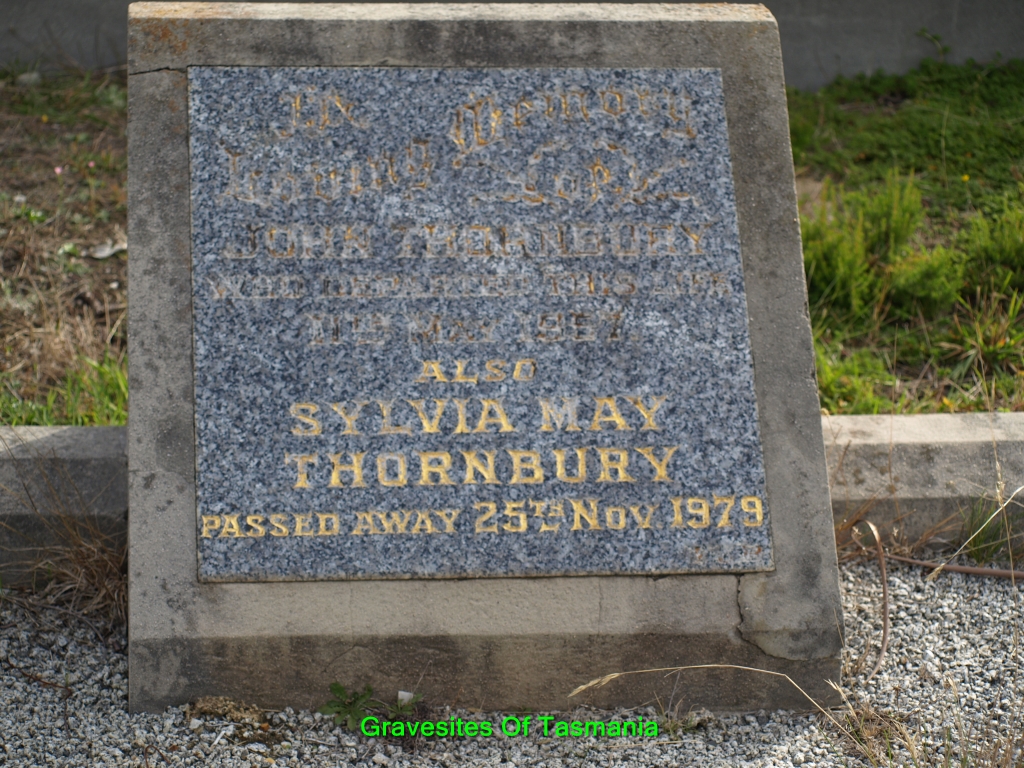 In
Loving Memory
of
JOHN THORNBURY
WHO DEPARTED THIS LIFE
11TH MAY 1957.
ALSO
SYLVIA MAY
THORNBURY
PASSED AWAY 25TH NOV 1979
Gravesites Of Tasmania